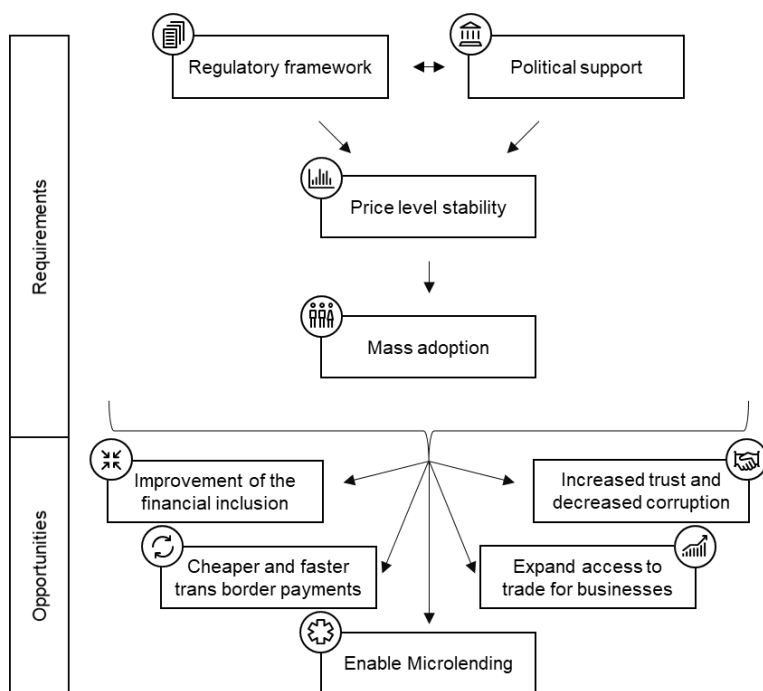 Regulatory framework
Political support
Price level stability
Requirements
Mass adoption
Improvement of the
financial inclusion
Increased trust and
decreased corruption
Opportunities
Cheaper and faster
trans border payments
Expand access to
trade for businesses
Enable Microlending